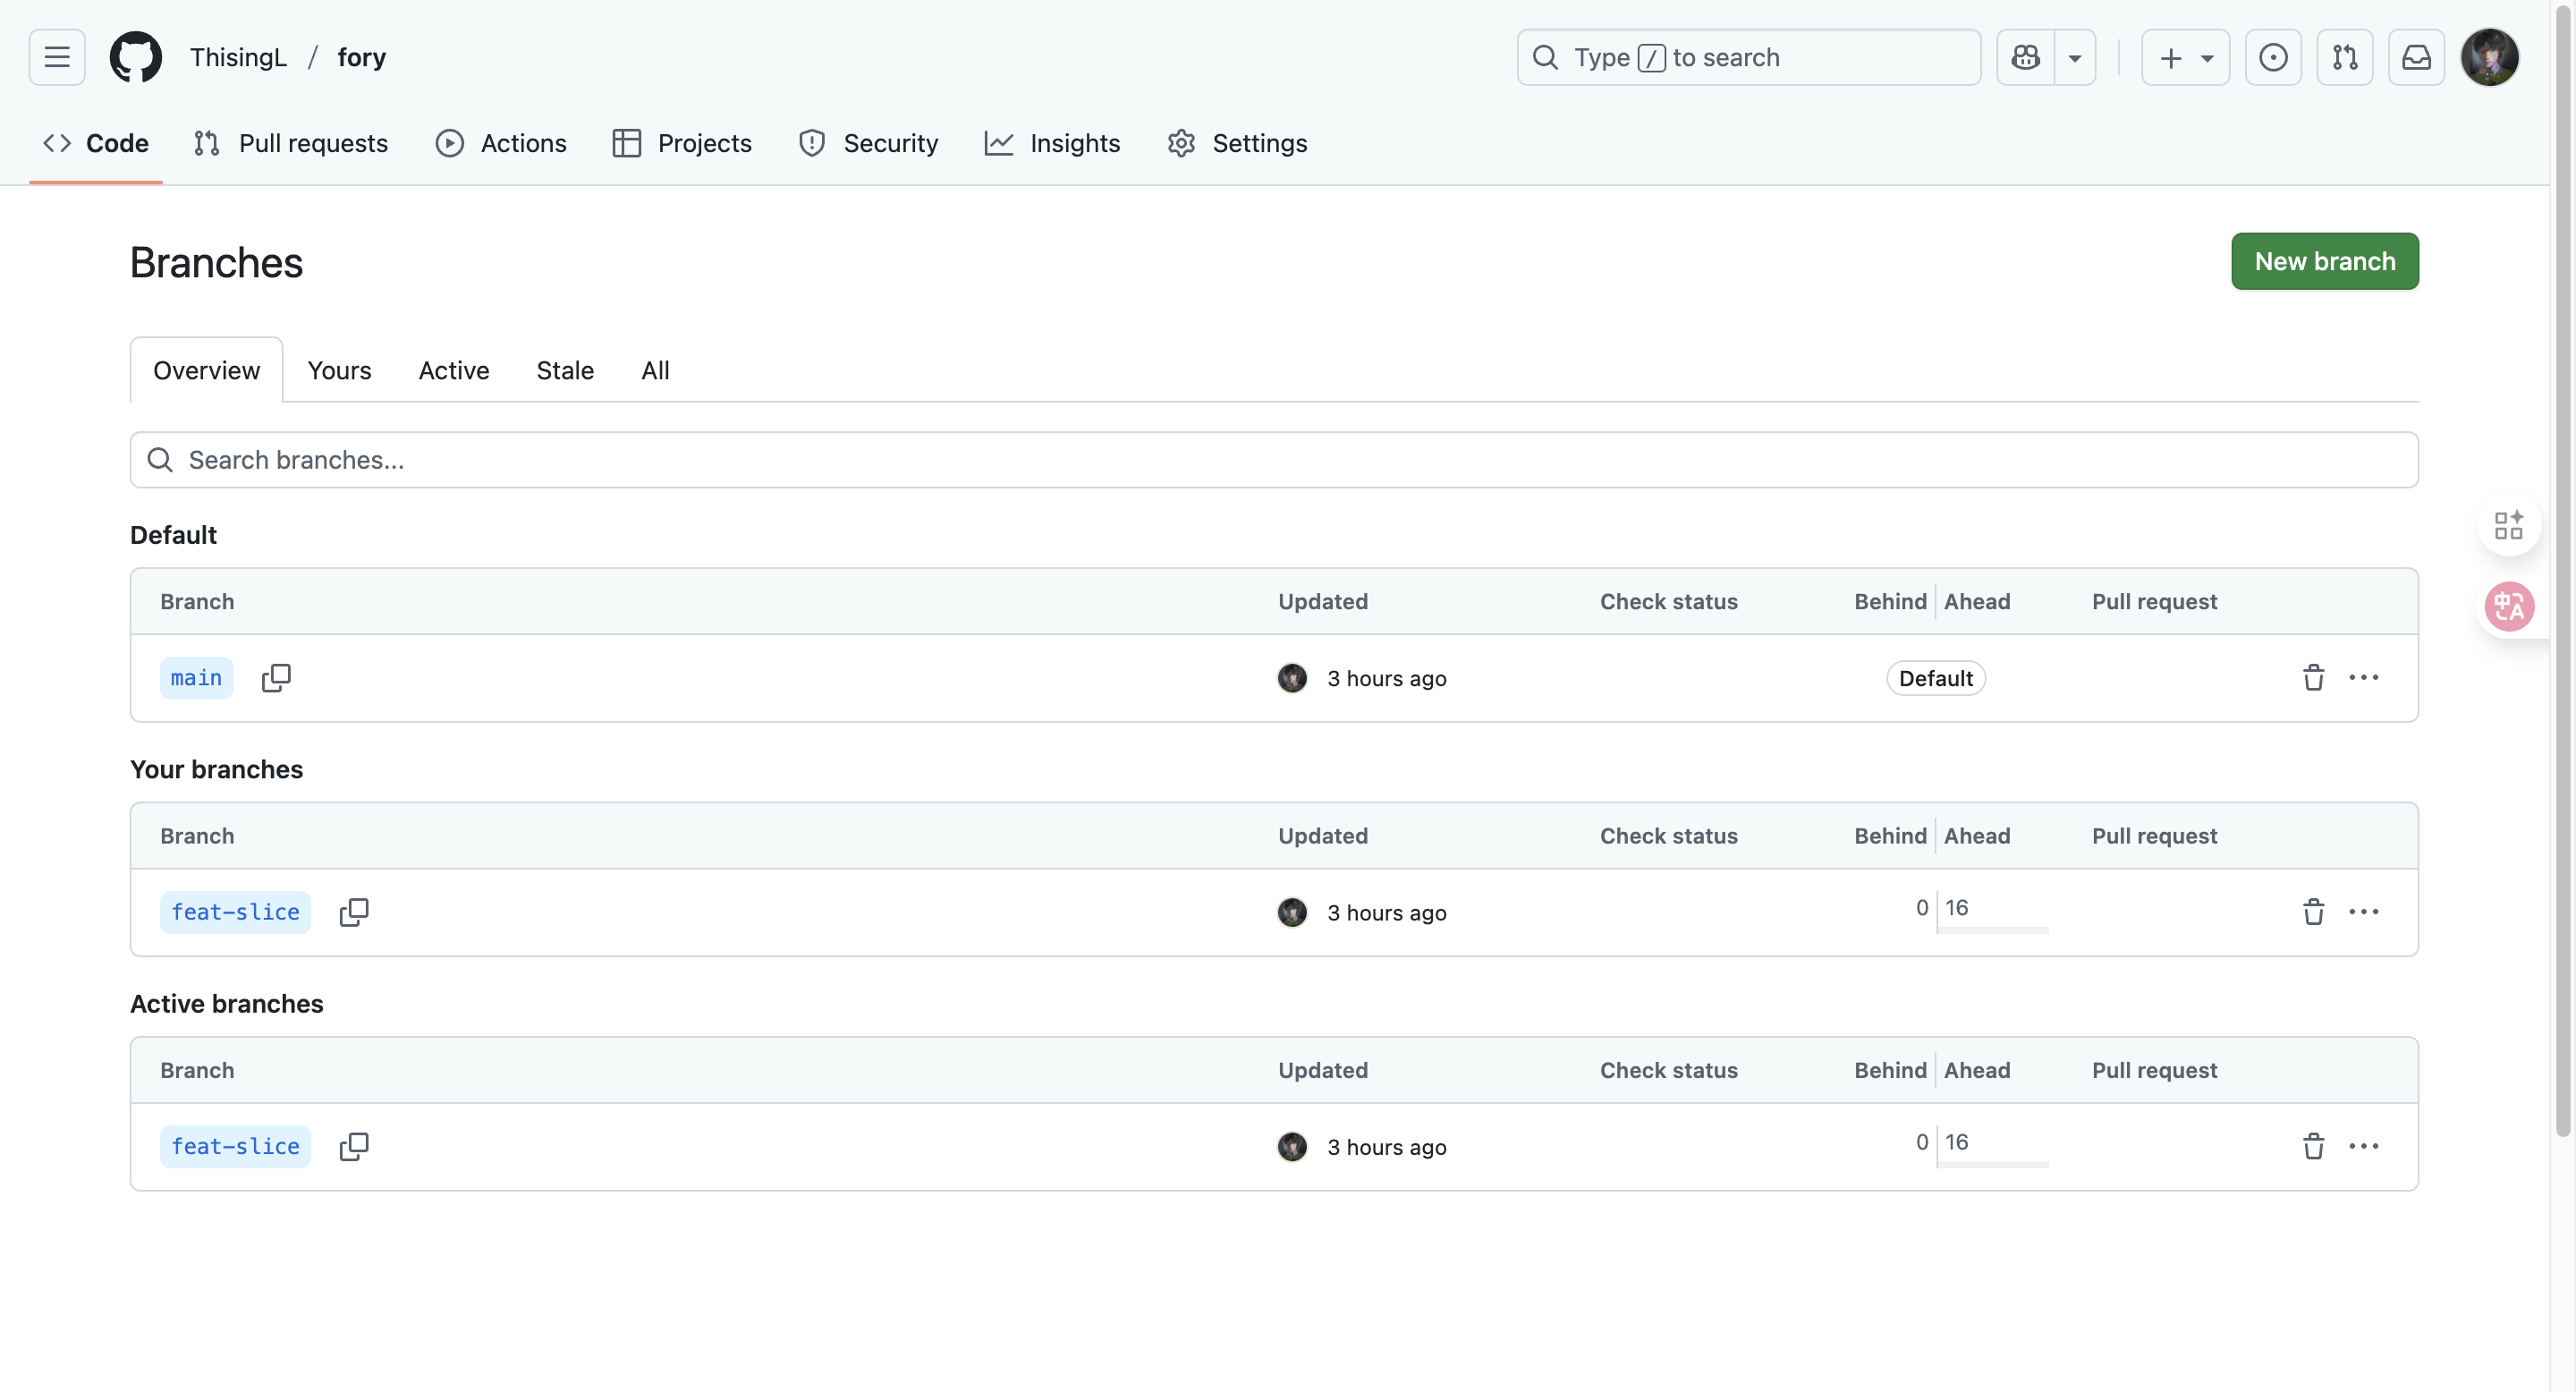 ThisingL / fory
Type / to search
Code Pull requests Actions Projects Security Insights Settings
Branches
New branch
Overview Yours Active Stale All
Search branches...
Default
Branch Updated Check status Behind Ahead Pull request
main 3 hours ago Default
Your branches
Branch Updated Check status Behind Ahead Pull request
feat-slice 3 hours ago 0 16
Active branches
Branch Updated Check status Behind Ahead Pull request
feat-slice 3 hours ago 0 16
中A